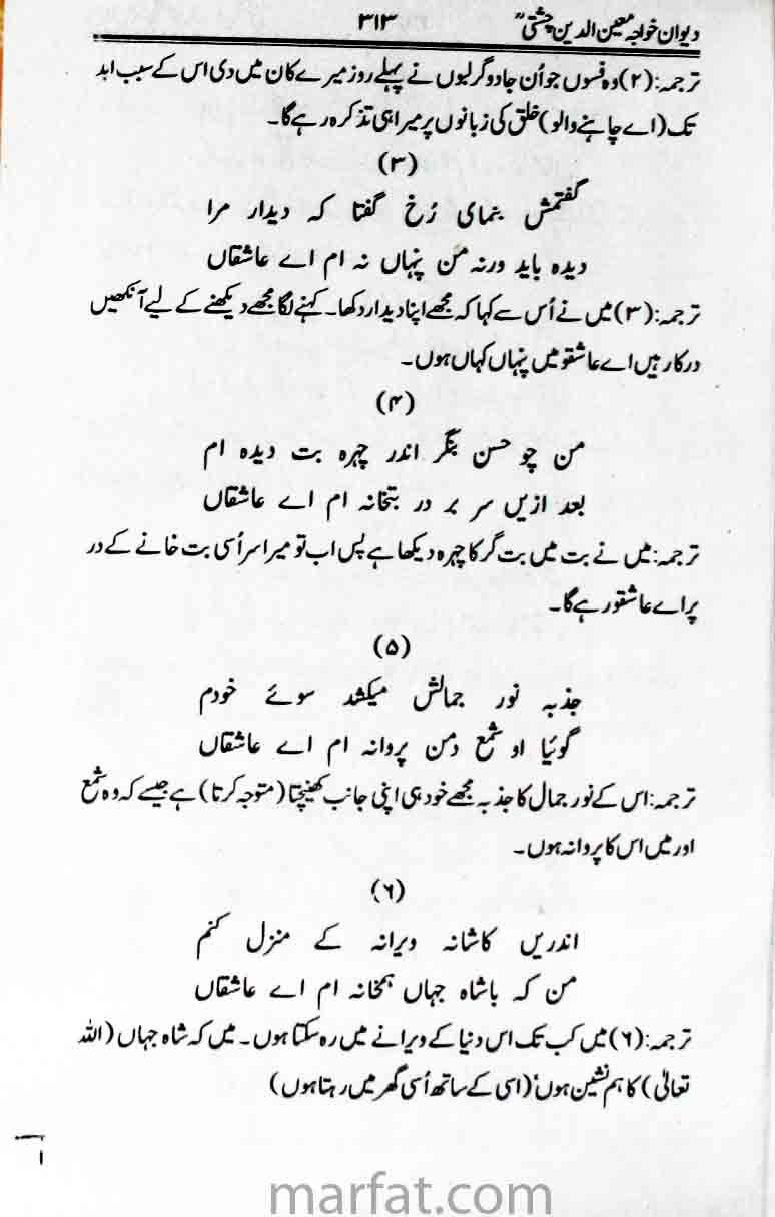 دیوان خواجہ معین الدین چشتیؒ ۳۱۳
ترجمہ:(۲)وہ فسوں جو اُن جادوگر لبوں نے پہلے روز میرے کان میں دی اس کے سبب ابد
تک(اے چاہنے والو)خلق کی زبانوں پر میرا ہی تذکرہ رہے گا۔
(۳)
گفتمش بنمای رُخ گفتا کہ دیدار مرا
دیدہ باید ورنہ من پنہاں نہ ام اے عاشقاں
ترجمہ:(۳)میں نے اُس سے کہا کہ مجھے اپنا دیدار دکھا۔ کہنے لگا مجھے دیکھنے کے لیے آنکھیں
درکار ہیں اے عاشقو میں پنہاں کہاں ہوں۔
(۴)
من چو حسن بتگر اندر چہرہ بت دیدہ ام
بعد ازیں سر بر در بتخانہ ام اے عاشقاں
ترجمہ:میں نے بت میں بت گر کا چہرہ دیکھا ہے پس اب تو میرا سر اُسی بت خانے کے در
پر اے عاشقو رہے گا۔
(۵)
جذبہ نور جمالش میکشد سوئے خودم
گوئیا او شمع دمن پروانہ ام اے عاشقاں
ترجمہ:اس کے نور جمال کا جذبہ مجھے خود ہی اپنی جانب کھینچتا(متوجہ کرتا)ہے جیسے کہ وہ شمع
اور میں اس کا پروانہ ہوں۔
(۶)
اندریں کاشانہ ویرانہ کے منزل کنم
من کہ باشاہ جہاں ہمخانہ ام اے عاشقاں
ترجمہ:(۶)میں کب تک اس دنیا کے ویرانے میں رہ سکتا ہوں۔ میں کہ شاہ جہاں(اللہ
تعالیٰ)کا ہم نشین ہوں'(اسی کے ساتھ اُسی گھر میں رہتا ہوں)
marfat.com